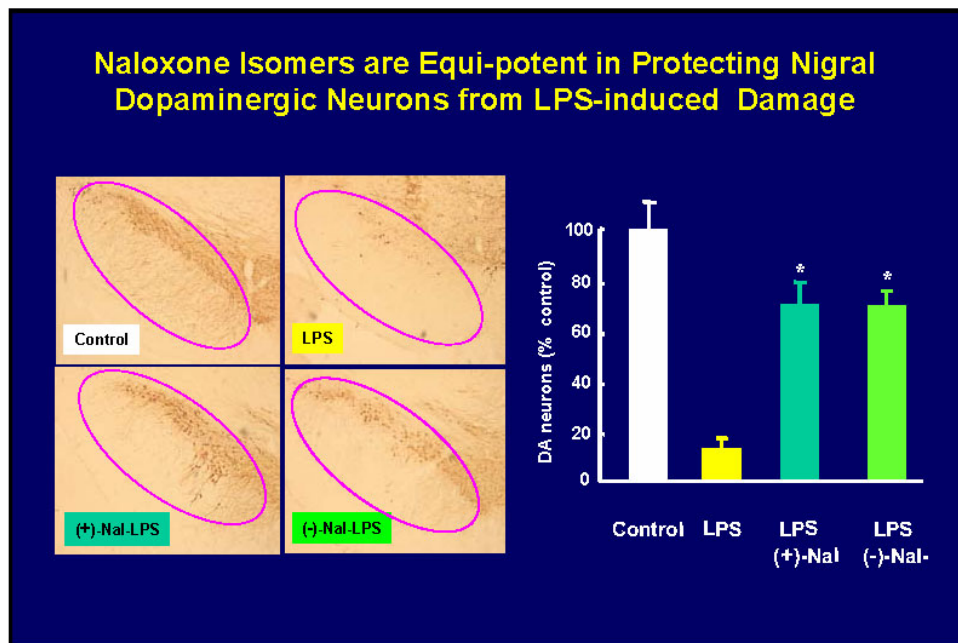 Naloxone Isomers are Equi-potent in Protecting Nigral
Dopaminergic Neurons from LPS-induced Damage
Control
LPS
(+)-Nal-LPS
(-)-Nal-LPS
DA neurons (% control)
100
80
60
40
20
0
*
*
Control
LPS
LPS
(+)-Nal
LPS
(-)-Nal-